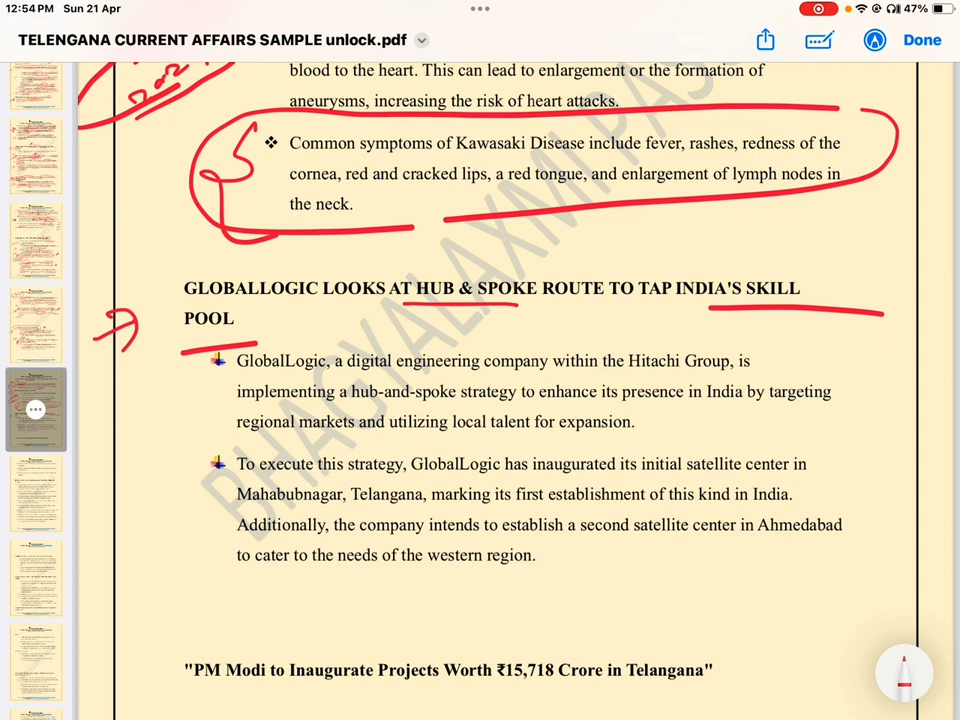 12:54 PM Sun 21 Apr
47%
TELENGANA CURRENT AFFAIRS SAMPLE unlock.pdf
Done
blood to the heart. This can lead to enlargement or the formation of
aneurysms, increasing the risk of heart attacks.
❖ Common symptoms of Kawasaki Disease include fever, rashes, redness of the
cornea, red and cracked lips, a red tongue, and enlargement of lymph nodes in
the neck.
GLOBALLOGIC LOOKS AT HUB & SPOKE ROUTE TO TAP INDIA'S SKILL
POOL
GlobalLogic, a digital engineering company within the Hitachi Group, is
implementing a hub-and-spoke strategy to enhance its presence in India by targeting
regional markets and utilizing local talent for expansion.
To execute this strategy, GlobalLogic has inaugurated its initial satellite center in
Mahabubnagar, Telangana, marking its first establishment of this kind in India.
Additionally, the company intends to establish a second satellite center in Ahmedabad
to cater to the needs of the western region.
"PM Modi to Inaugurate Projects Worth ₹15,718 Crore in Telangana"
BHAGYALAXMI PAS